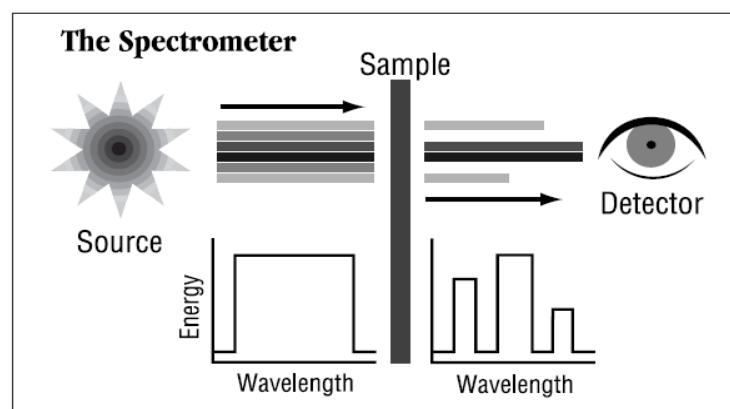 The Spectrometer
Sample
Source
Detector
Energy
Wavelength
Wavelength